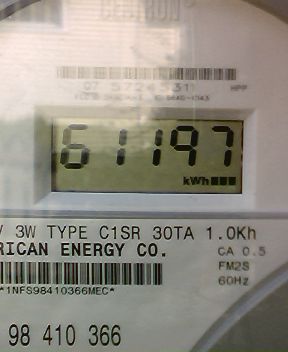 CENTRON®
61197
kWh
V 3W TYPE C1SR 30TA 1.0Kh
RICAN ENERGY CO.
CA 0.5
FM2S
60Hz
*1NFS98410366MEC*
98 410 366